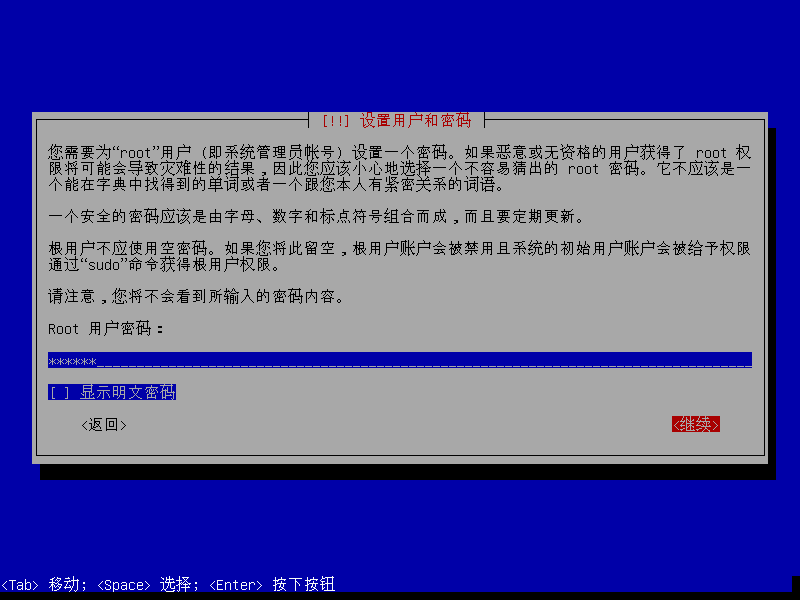 [!!] 设置用户和密码
您需要为“root”用户 (即系统管理员帐号) 设置一个密码。如果恶意或无资格的用户获得了 root 权
限将可能会导致灾难性的结果,因此您应该小心地选择一个不容易猜出的 root 密码。它不应该是一
个能在字典中找得到的单词或者一个跟您本人有紧密关系的词语。
一个安全的密码应该是由字母、数字和标点符号组合而成,而且要定期更新。
根用户不应使用空密码。如果您将此留空,根用户账户会被禁用且系统的初始用户账户会被给予权限
通过“sudo”命令获得根用户权限。
请注意,您将不会看到所输入的密码内容。
Root 用户密码:
******
[ ] 显示明文密码
<返回> <继续>
<Tab> 移动; <Space> 选择; <Enter> 按下按钮